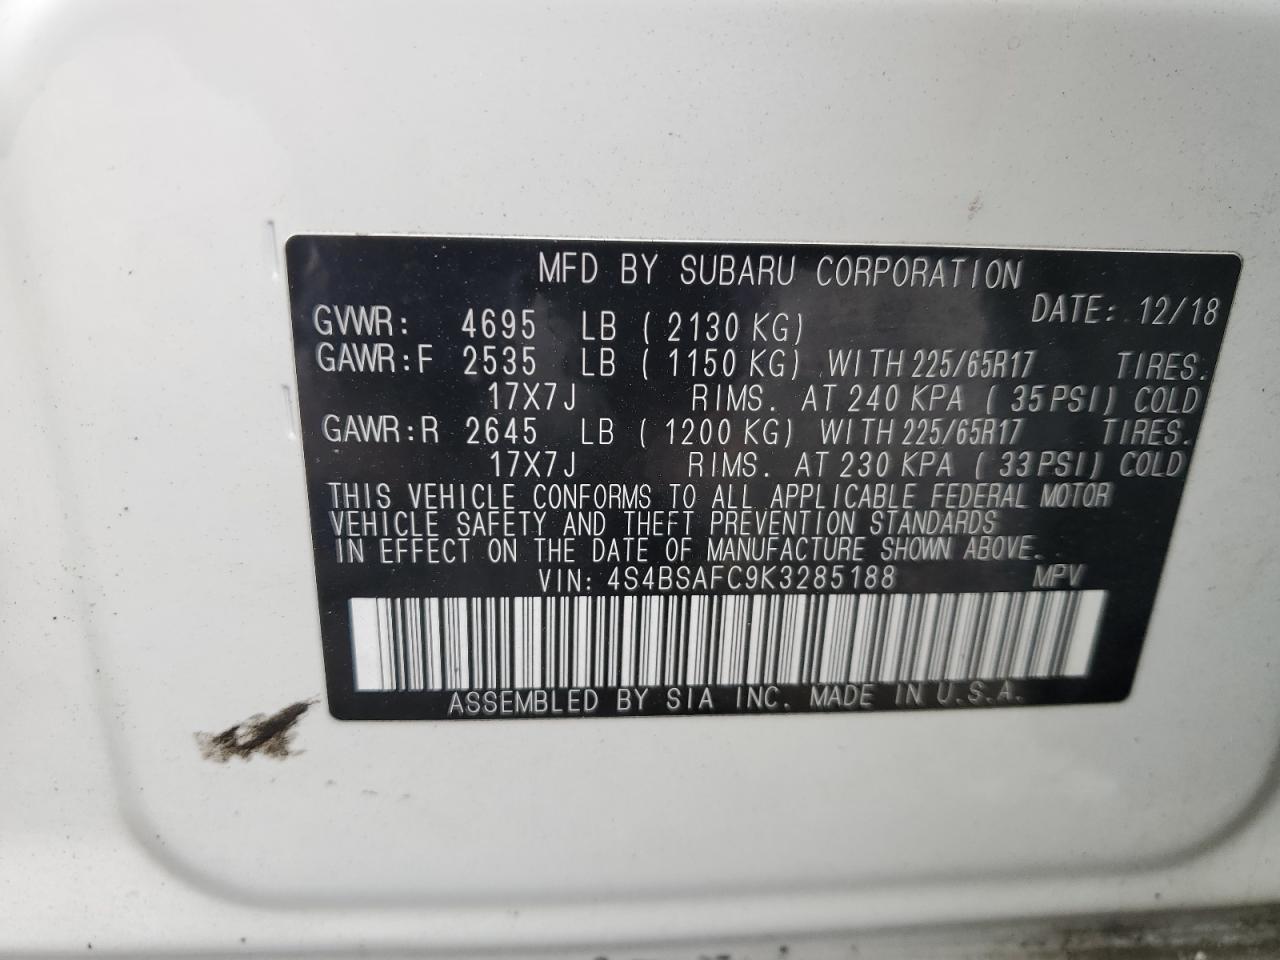 MFD BY SUBARU CORPORATION
DATE: 12/18
GVWR: 4695 LB ( 2130 KG)
GAWR:F 2535 LB ( 1150 KG) WITH 225/65R17 TIRES.
17X7J RIMS. AT 240 KPA ( 35 PSI) COLD
GAWR:R 2645 LB ( 1200 KG) WITH 225/65R17 TIRES.
17X7J RIMS. AT 230 KPA ( 33 PSI) COLD
THIS VEHICLE CONFORMS TO ALL APPLICABLE FEDERAL MOTOR
VEHICLE SAFETY AND THEFT PREVENTION STANDARDS
IN EFFECT ON THE DATE OF MANUFACTURE SHOWN ABOVE.
VIN: 4S4BSAFC9K3285188 MPV
ASSEMBLED BY SIA INC. MADE IN U.S.A.